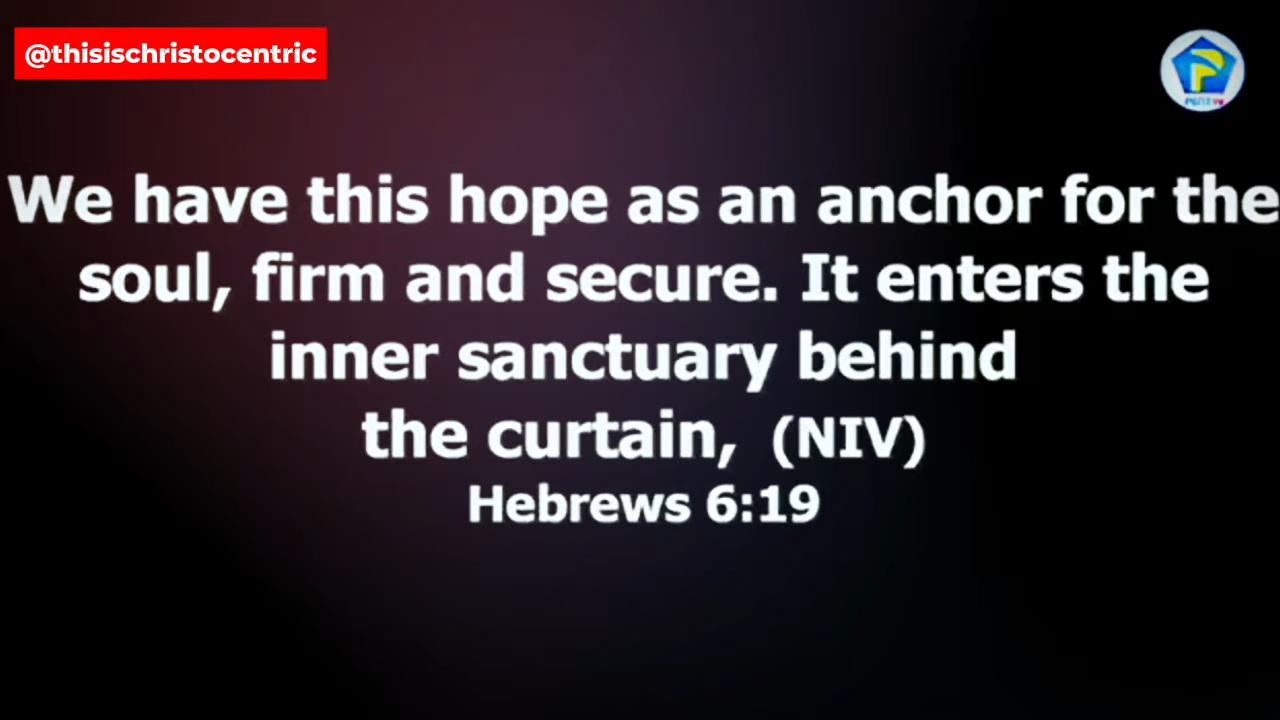 @thisischristocentric
We have this hope as an anchor for the
soul, firm and secure. It enters the
inner sanctuary behind
the curtain, (NIV)
Hebrews 6:19